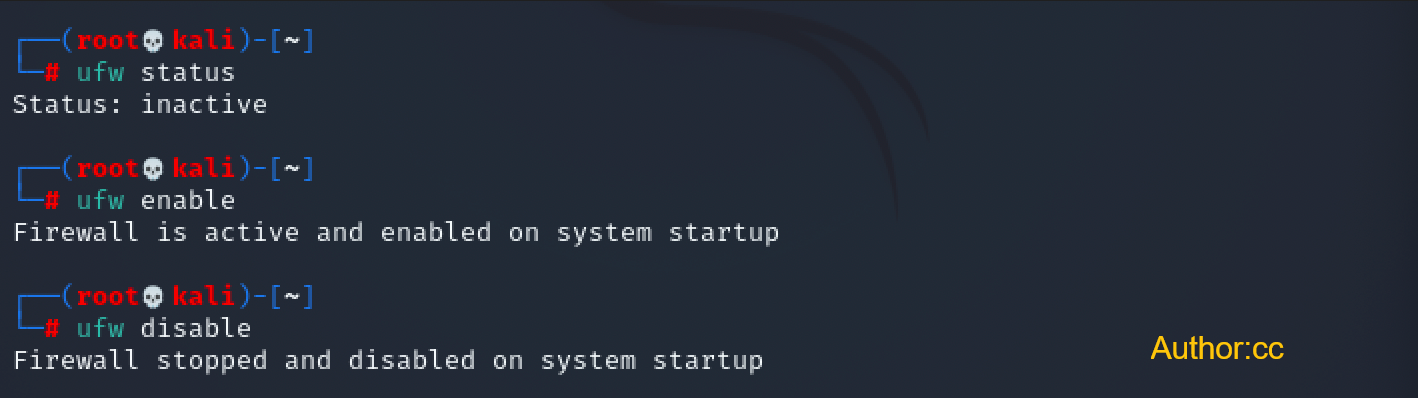 ┌──(root💀kali)-[~]
└─# ufw status
Status: inactive
┌──(root💀kali)-[~]
└─# ufw enable
Firewall is active and enabled on system startup
┌──(root💀kali)-[~]
└─# ufw disable
Firewall stopped and disabled on system startup
Author:cc